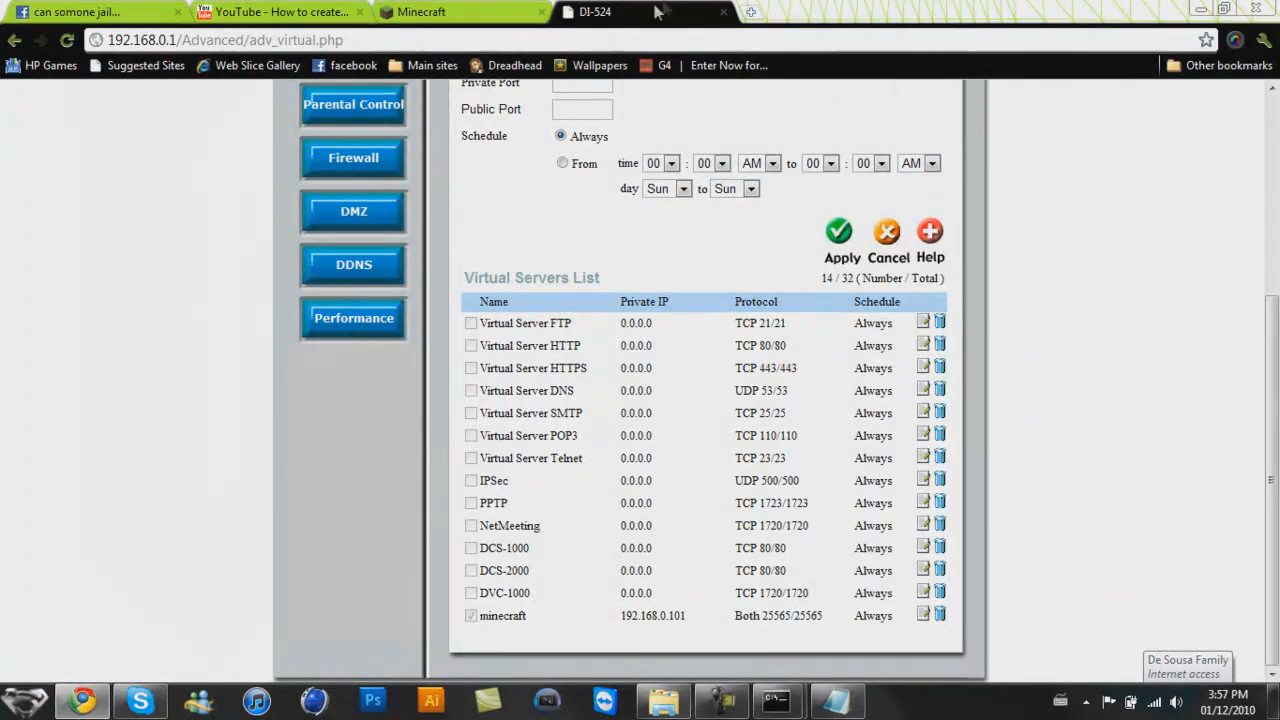 can somone jail...
YouTube - How to create...
Minecraft
DI-524
192.168.0.1/Advanced/adv_virtual.php
HP Games
Suggested Sites
Web Slice Gallery
facebook
Main sites
Dreadhead
Wallpapers
G4
Enter Now for...
Other bookmarks
Parental Control
Firewall
DMZ
DDNS
Performance
Private Port
Public Port
Schedule Always
From time 00 : 00 AM to 00 : 00 AM
day Sun to Sun
Apply Cancel Help
Virtual Servers List 14 / 32 ( Number / Total )
Name Private IP Protocol Schedule
Virtual Server FTP 0.0.0.0 TCP 21/21 Always
Virtual Server HTTP 0.0.0.0 TCP 80/80 Always
Virtual Server HTTPS 0.0.0.0 TCP 443/443 Always
Virtual Server DNS 0.0.0.0 UDP 53/53 Always
Virtual Server SMTP 0.0.0.0 TCP 25/25 Always
Virtual Server POP3 0.0.0.0 TCP 110/110 Always
Virtual Server Telnet 0.0.0.0 TCP 23/23 Always
IPSec 0.0.0.0 UDP 500/500 Always
PPTP 0.0.0.0 TCP 1723/1723 Always
NetMeeting 0.0.0.0 TCP 1720/1720 Always
DCS-1000 0.0.0.0 TCP 80/80 Always
DCS-2000 0.0.0.0 TCP 80/80 Always
DVC-1000 0.0.0.0 TCP 1720/1720 Always
minecraft 192.168.0.101 Both 25565/25565 Always
De Sousa Family
Internet access
Ps
Ai
3:57 PM
01/12/2010